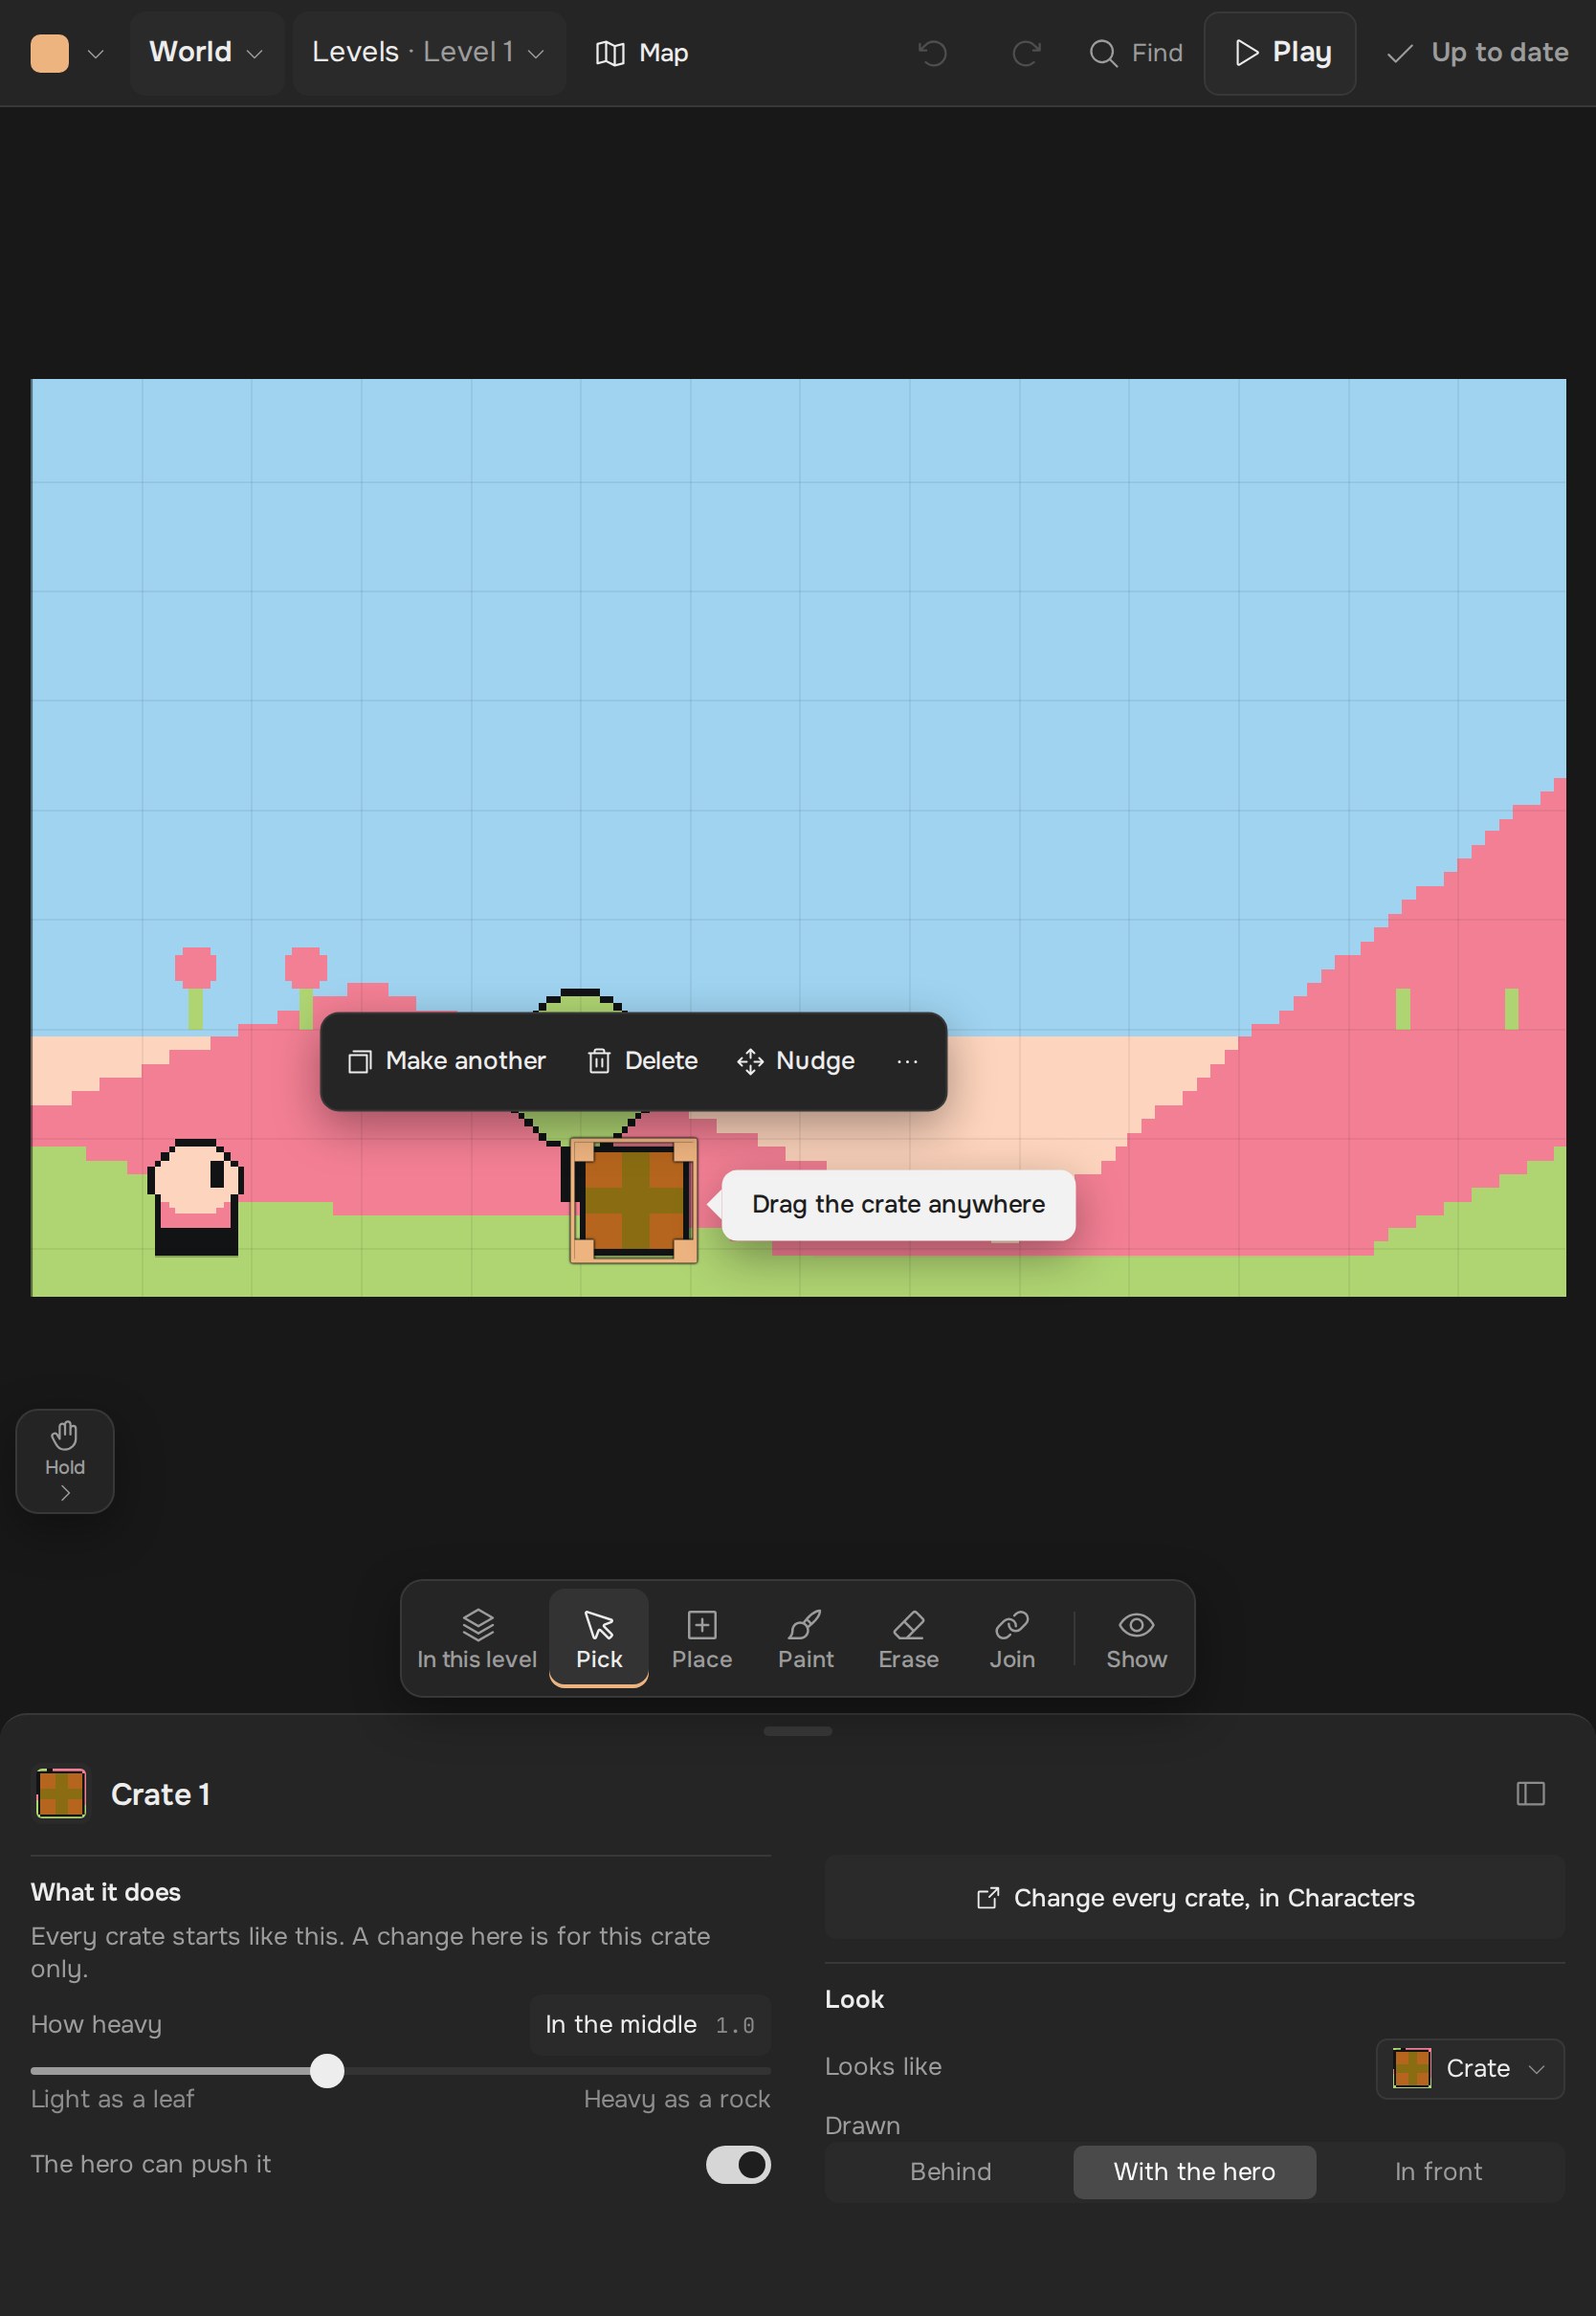 World
Levels · Level 1
Map
Find
Play
Up to date
Make another
Delete
Nudge
Drag the crate anywhere
Hold
In this level
Pick
Place
Paint
Erase
Join
Show
Crate 1
What it does
Every crate starts like this. A change here is for this crate
only.
How heavy
In the middle 1.0
Light as a leaf
Heavy as a rock
The hero can push it
Change every crate, in Characters
Look
Looks like
Crate
Drawn
Behind
With the hero
In front